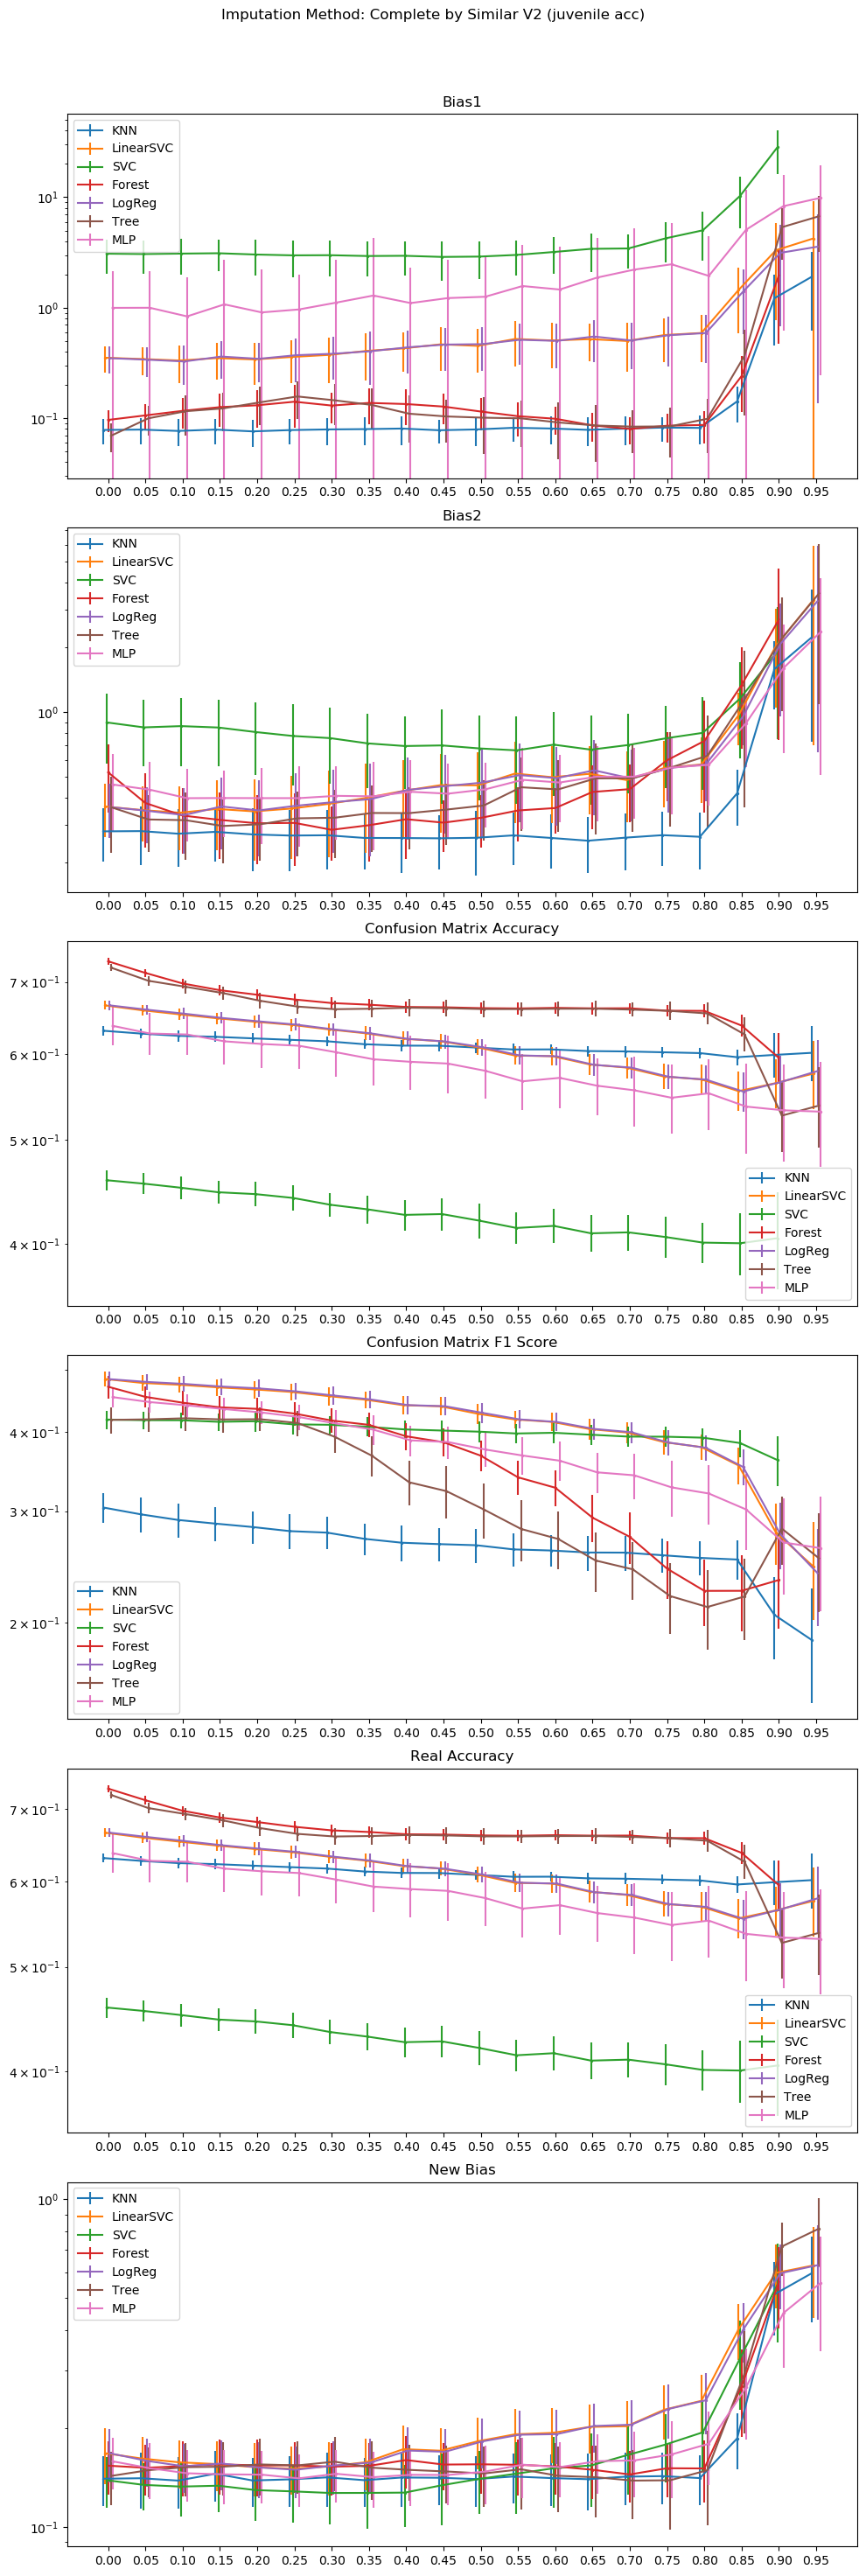 Imputation Method: Complete by Similar V2 (juvenile acc)
Bias1
KNN
LinearSVC
SVC
Forest
LogReg
Tree
MLP
10¹
10⁰
10⁻¹
0.00 0.05 0.10 0.15 0.20 0.25 0.30 0.35 0.40 0.45 0.50 0.55 0.60 0.65 0.70 0.75 0.80 0.85 0.90 0.95
Bias2
KNN
LinearSVC
SVC
Forest
LogReg
Tree
MLP
10⁰
0.00 0.05 0.10 0.15 0.20 0.25 0.30 0.35 0.40 0.45 0.50 0.55 0.60 0.65 0.70 0.75 0.80 0.85 0.90 0.95
Confusion Matrix Accuracy
7 × 10⁻¹
6 × 10⁻¹
5 × 10⁻¹
4 × 10⁻¹
KNN
LinearSVC
SVC
Forest
LogReg
Tree
MLP
0.00 0.05 0.10 0.15 0.20 0.25 0.30 0.35 0.40 0.45 0.50 0.55 0.60 0.65 0.70 0.75 0.80 0.85 0.90 0.95
Confusion Matrix F1 Score
4 × 10⁻¹
3 × 10⁻¹
2 × 10⁻¹
KNN
LinearSVC
SVC
Forest
LogReg
Tree
MLP
0.00 0.05 0.10 0.15 0.20 0.25 0.30 0.35 0.40 0.45 0.50 0.55 0.60 0.65 0.70 0.75 0.80 0.85 0.90 0.95
Real Accuracy
7 × 10⁻¹
6 × 10⁻¹
5 × 10⁻¹
4 × 10⁻¹
KNN
LinearSVC
SVC
Forest
LogReg
Tree
MLP
0.00 0.05 0.10 0.15 0.20 0.25 0.30 0.35 0.40 0.45 0.50 0.55 0.60 0.65 0.70 0.75 0.80 0.85 0.90 0.95
New Bias
KNN
LinearSVC
SVC
Forest
LogReg
Tree
MLP
10⁰
10⁻¹
0.00 0.05 0.10 0.15 0.20 0.25 0.30 0.35 0.40 0.45 0.50 0.55 0.60 0.65 0.70 0.75 0.80 0.85 0.90 0.95